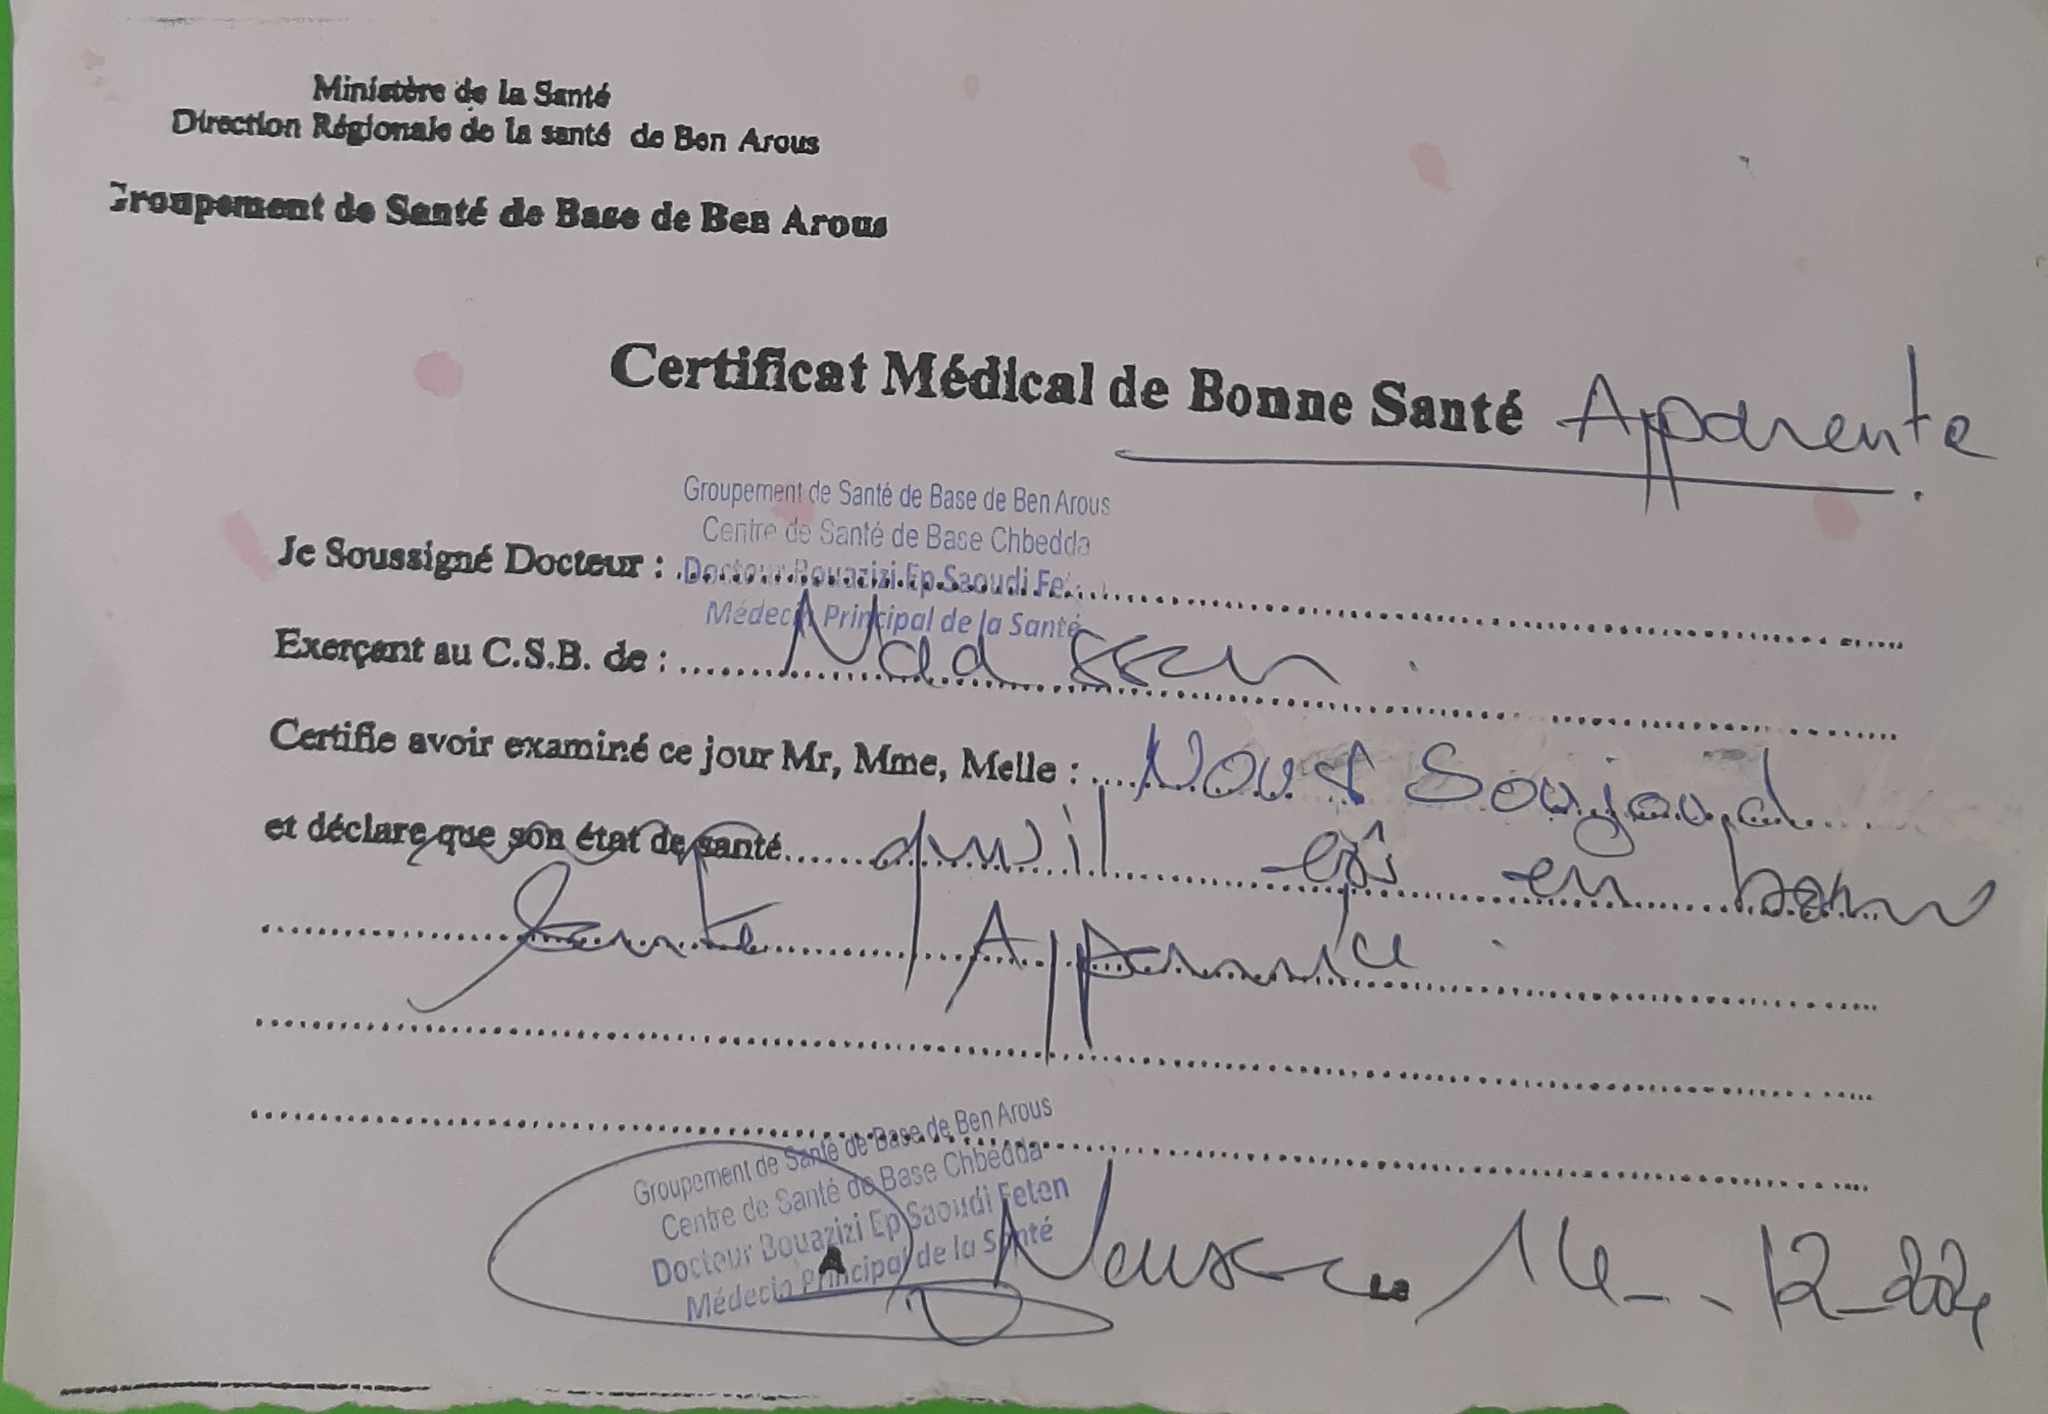 Ministère de la Santé
Direction Régionale de la santé de Ben Arous
Groupement de Santé de Base de Ben Arous
Certificat Médical de Bonne Santé Apparente
Groupement de Santé de Base de Ben Arous
Centre de Santé de Base Chbedda
Je Soussigné Docteur : Docteur Bouazizi Ep Saoudi Fe
Médecin Principal de la Santé
Exerçant au C.S.B. de :
Certifie avoir examiné ce jour Mr, Mme, Melle : Nour Soujoud
et déclare que son état de santé qu'il est en bonne
santé Apparente
Groupement de Santé de Base de Ben Arous
Centre de Santé de Base Chbedda
Docteur Bouazizi Ep Saoudi Feten
Médecin Principal de la Santé
A Le 14 - 12 - 2024